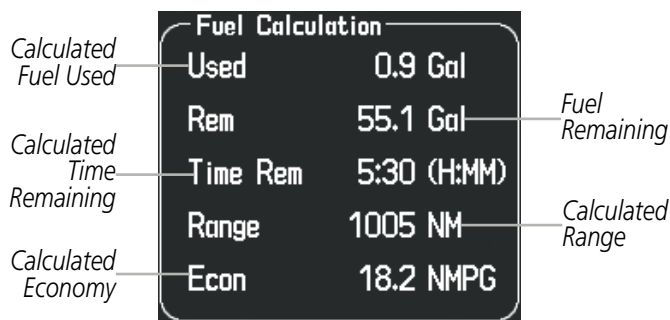 Fuel Calculation
Calculated
Fuel Used
Used 0.9 Gal
Rem 55.1 Gal
Fuel
Remaining
Calculated
Time
Remaining
Time Rem 5:30 (H:MM)
Range 1005 NM
Calculated
Range
Calculated
Economy
Econ 18.2 NMPG